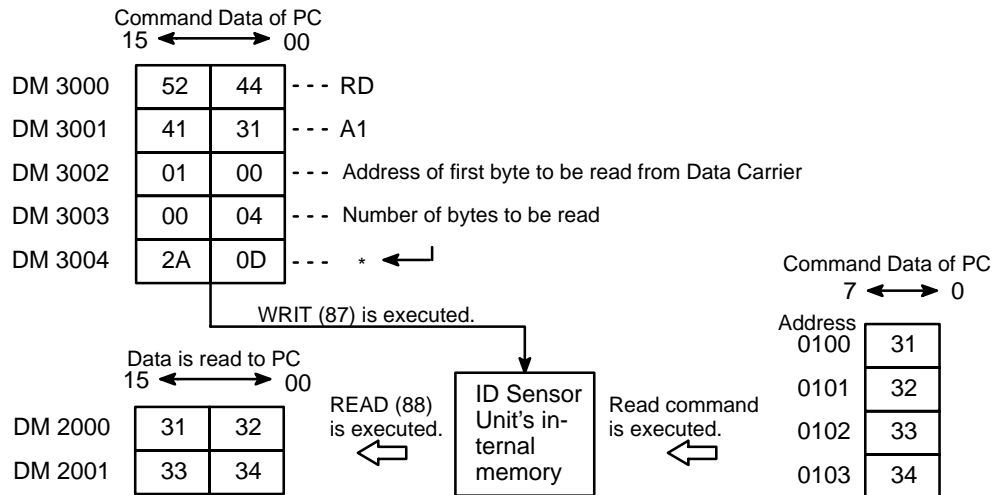 Command Data of PC
15 00
DM 3000 52 44 - - - RD
DM 3001 41 31 - - - A1
DM 3002 01 00 - - - Address of first byte to be read from Data Carrier
DM 3003 00 04 - - - Number of bytes to be read
DM 3004 2A 0D - - - *
WRIT (87) is executed.
Data is read to PC
15 00
DM 2000 31 32
DM 2001 33 34
READ (88)
is executed.
ID Sensor
Unit's in-
ternal
memory
Read command
is executed.
Command Data of PC
7 0
Address
0100 31
0101 32
0102 33
0103 34